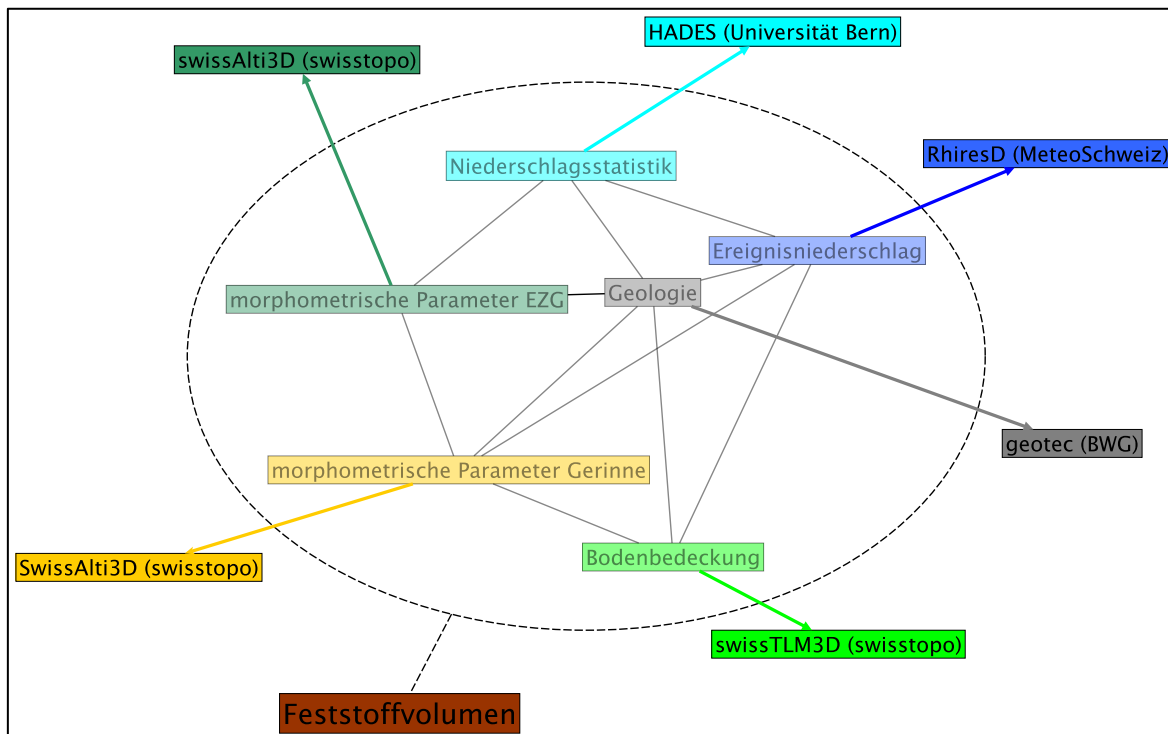 HADES (Universität Bern)
swissAlti3D (swisstopo)
RhiresD (MeteoSchweiz)
Niederschlagsstatistik
Ereignisniederschlag
Geologie
morphometrische Parameter EZG
geotec (BWG)
morphometrische Parameter Gerinne
Bodenbedeckung
SwissAlti3D (swisstopo)
swissTLM3D (swisstopo)
Feststoffvolumen